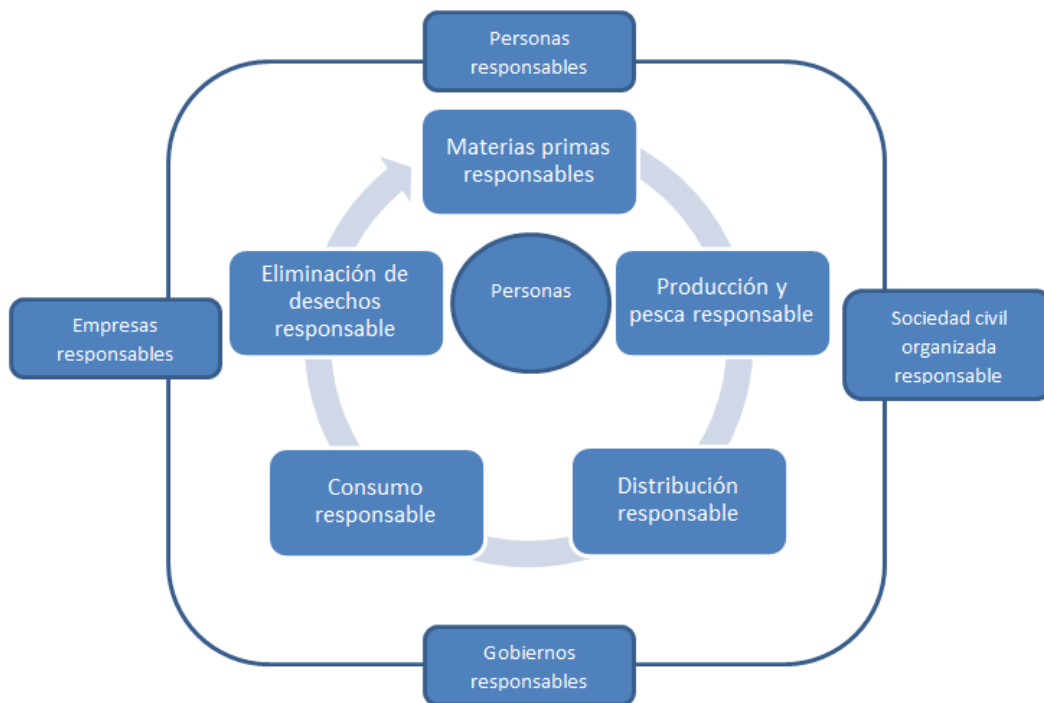 Personas
responsables
Materias primas
responsables
Eliminación de
desechos
responsable
Personas
Producción y
pesca responsable
Empresas
responsables
Sociedad civil
organizada
responsable
Consumo
responsable
Distribución
responsable
Gobiernos
responsables